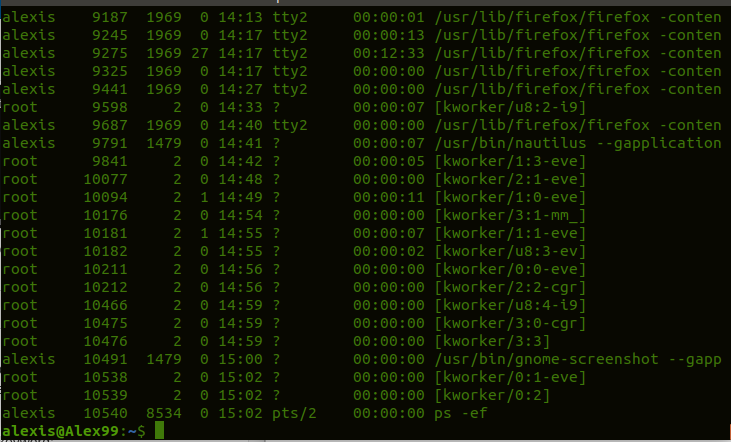 alexis    9187  1969  0 14:13 tty2     00:00:01 /usr/lib/firefox/firefox -conten
alexis    9245  1969  0 14:17 tty2     00:00:13 /usr/lib/firefox/firefox -conten
alexis    9275  1969 27 14:17 tty2     00:12:33 /usr/lib/firefox/firefox -conten
alexis    9325  1969  0 14:17 tty2     00:00:00 /usr/lib/firefox/firefox -conten
alexis    9441  1969  0 14:27 tty2     00:00:00 /usr/lib/firefox/firefox -conten
root      9598     2  0 14:33 ?        00:00:07 [kworker/u8:2-i9]
alexis    9687  1969  0 14:40 tty2     00:00:00 /usr/lib/firefox/firefox -conten
alexis    9791  1479  0 14:41 ?        00:00:07 /usr/bin/nautilus --gapplication
root      9841     2  0 14:42 ?        00:00:05 [kworker/1:3-eve]
root     10077     2  0 14:48 ?        00:00:00 [kworker/2:1-eve]
root     10094     2  1 14:49 ?        00:00:11 [kworker/1:0-eve]
root     10176     2  0 14:54 ?        00:00:00 [kworker/3:1-mm_]
root     10181     2  1 14:55 ?        00:00:07 [kworker/1:1-eve]
root     10182     2  0 14:55 ?        00:00:02 [kworker/u8:3-ev]
root     10211     2  0 14:56 ?        00:00:00 [kworker/0:0-eve]
root     10212     2  0 14:56 ?        00:00:00 [kworker/2:2-cgr]
root     10466     2  0 14:59 ?        00:00:00 [kworker/u8:4-i9]
root     10475     2  0 14:59 ?        00:00:00 [kworker/3:0-cgr]
root     10476     2  0 14:59 ?        00:00:00 [kworker/3:3]
alexis   10491  1479  0 15:00 ?        00:00:00 /usr/bin/gnome-screenshot --gapp
root     10538     2  0 15:02 ?        00:00:00 [kworker/0:1-eve]
root     10539     2  0 15:02 ?        00:00:00 [kworker/0:2]
alexis   10540  8534  0 15:02 pts/2    00:00:00 ps -ef
alexis@Alex99:~$